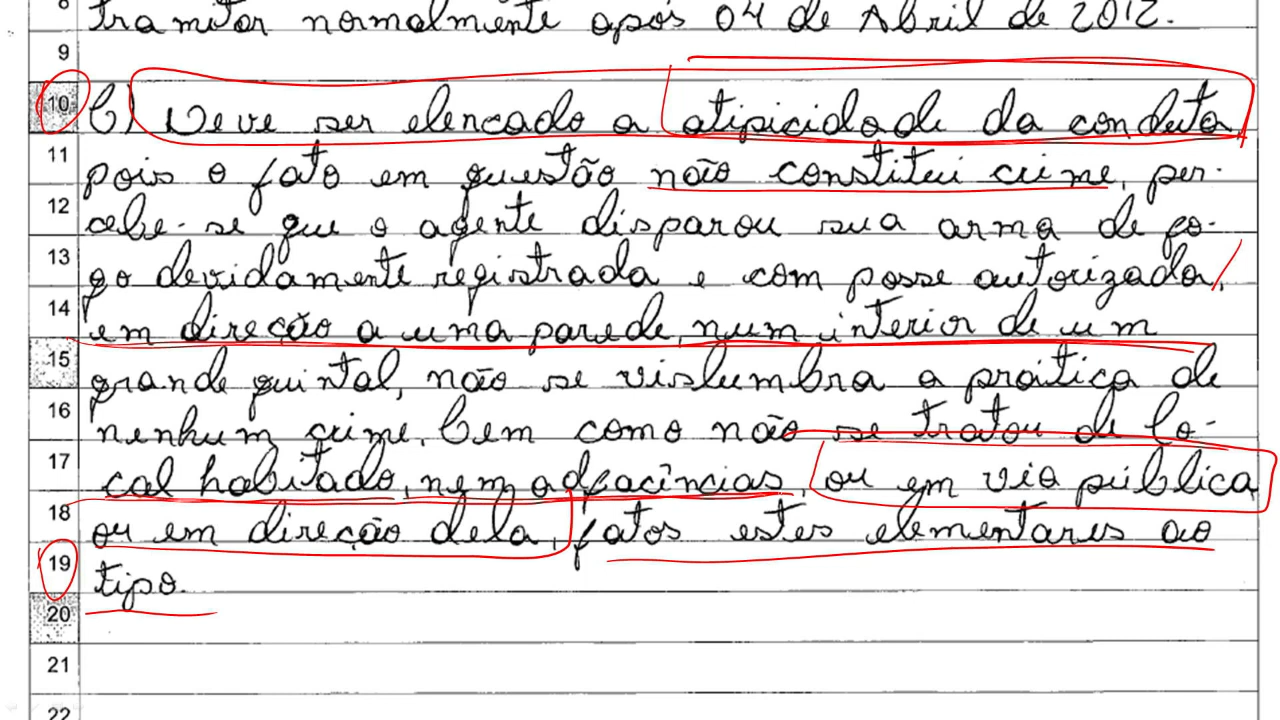 8 tramitar normalmente após 04 de Abril de 2012.
9
10 b) Deve ser elencado a atipicidade da conduta,
11 pois o fato em questão não constitui crime, per-
12 cebe-se que o agente disparou sua arma de fo-
13 go devidamente registrada e com posse autorizada,
14 em direção a uma parede, num interior de um
15 grande quintal, não se vislumbra a prática de
16 nenhum crime, bem como não se tratou de lo-
17 cal habitado, nem adjacências, ou em via pública
18 ou em direção dela, fatos estes elementares ao
19 tipo.
20
21
22